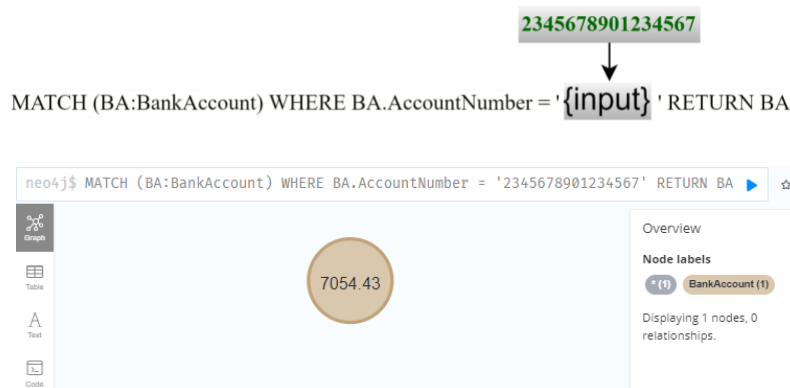 2345678901234567
MATCH (BA:BankAccount) WHERE BA.AccountNumber = '{input} ' RETURN BA
neo4j$ MATCH (BA:BankAccount) WHERE BA.AccountNumber = '2345678901234567' RETURN BA
Graph
Table
Text
Code
7054.43
Overview
Node labels
* (1) BankAccount (1)
Displaying 1 nodes, 0
relationships.